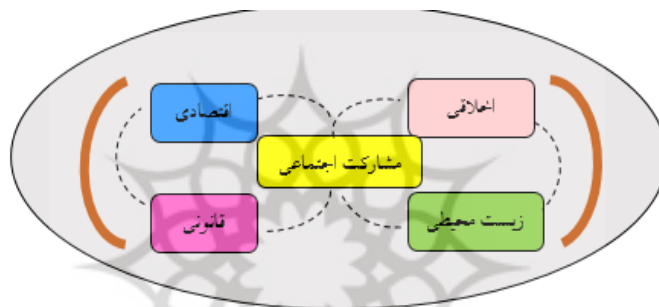 اخلاقی
اقتصادی
مشارکت اجتماعی
زیست محیطی
قانونی